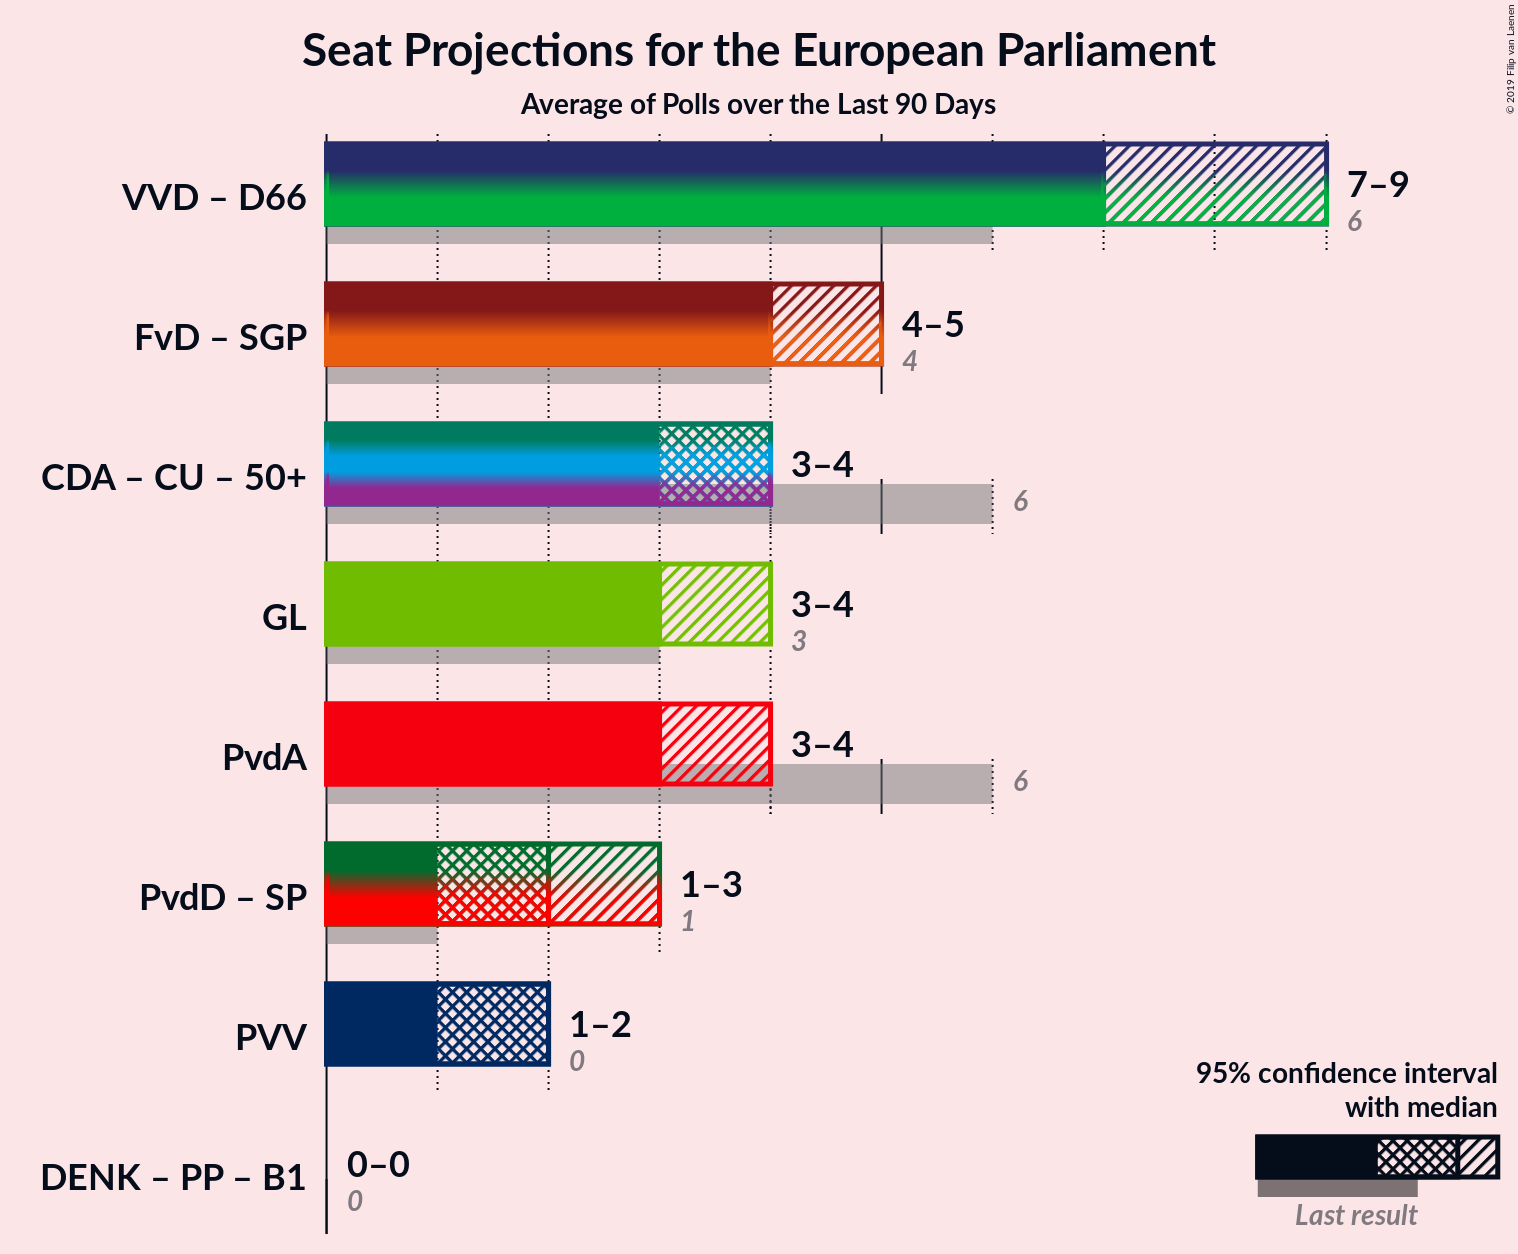 Seat Projections for the European Parliament
Average of Polls over the Last 90 Days
© 2019 Filip van Laenen
VVD – D66
7–9
6
FvD – SGP
4–5
4
CDA – CU – 50+
3–4
6
GL
3–4
3
PvdA
3–4
6
PvdD – SP
1–3
1
PVV
1–2
0
DENK – PP – B1
0–0
0
95% confidence interval
with median
Last result